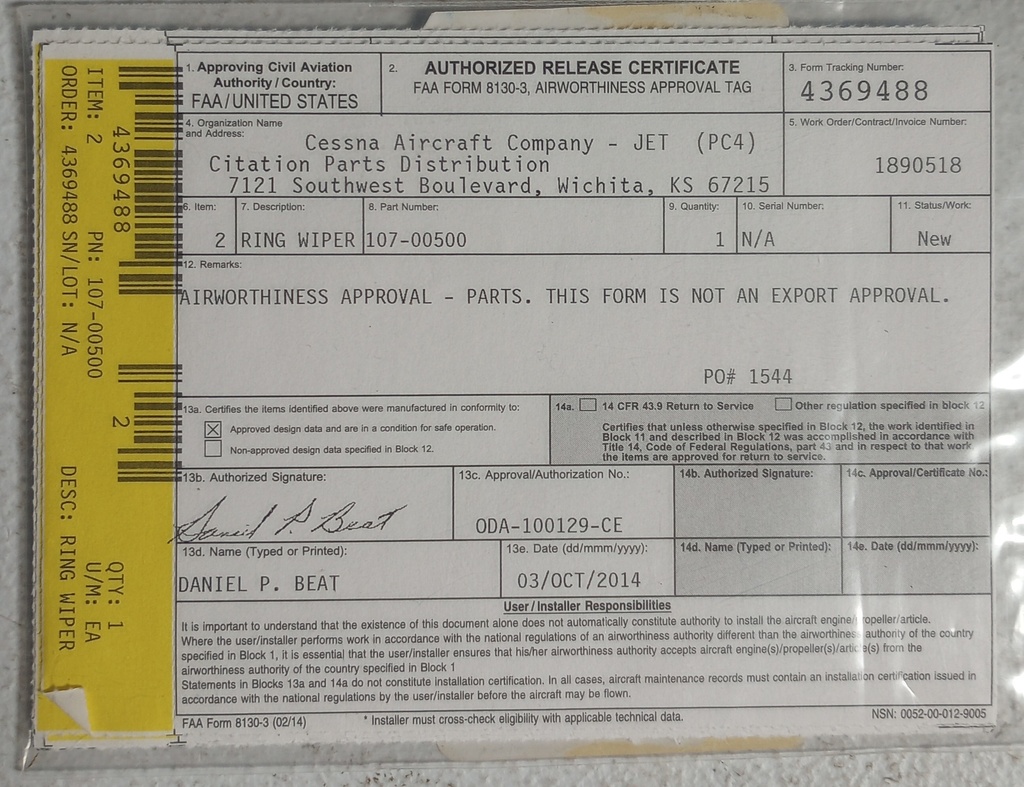 1. Approving Civil Aviation
Authority / Country:
FAA/UNITED STATES
2.
AUTHORIZED RELEASE CERTIFICATE
FAA FORM 8130-3, AIRWORTHINESS APPROVAL TAG
3. Form Tracking Number:
4369488
4. Organization Name
and Address:
Cessna Aircraft Company - JET (PC4)
Citation Parts Distribution
7121 Southwest Boulevard, Wichita, KS 67215
5. Work Order/Contract/Invoice Number:
1890518
6. Item:
2
7. Description:
RING WIPER
8. Part Number:
107-00500
9. Quantity:
1
10. Serial Number:
N/A
11. Status/Work:
New
12. Remarks:
AIRWORTHINESS APPROVAL - PARTS. THIS FORM IS NOT AN EXPORT APPROVAL.
PO# 1544
13a. Certifies the items identified above were manufactured in conformity to:
Approved design data and are in a condition for safe operation.
Non-approved design data specified in Block 12.
14a. 14 CFR 43.9 Return to Service Other regulation specified in block 12
Certifies that unless otherwise specified in Block 12, the work identified in
Block 11 and described in Block 12 was accomplished in accordance with
Title 14, Code of Federal Regulations, part 43 and in respect to that work
the items are approved for return to service.
13b. Authorized Signature:
Daniel P. Beat
13c. Approval/Authorization No.:
ODA-100129-CE
14b. Authorized Signature:
14c. Approval/Certificate No.:
13d. Name (Typed or Printed):
DANIEL P. BEAT
13e. Date (dd/mmm/yyyy):
03/OCT/2014
14d. Name (Typed or Printed):
14e. Date (dd/mmm/yyyy):
User/Installer Responsibilities
It is important to understand that the existence of this document alone does not automatically constitute authority to install the aircraft engine/propeller/article.
Where the user/installer performs work in accordance with the national regulations of an airworthiness authority different than the airworthiness authority of the country
specified in Block 1, it is essential that the user/installer ensures that his/her airworthiness authority accepts aircraft engine(s)/propeller(s)/article(s) from the
airworthiness authority of the country specified in Block 1
Statements in Blocks 13a and 14a do not constitute installation certification. In all cases, aircraft maintenance records must contain an installation certification issued in
accordance with the national regulations by the user/installer before the aircraft may be flown.
FAA Form 8130-3 (02/14)
* Installer must cross-check eligibility with applicable technical data.
NSN: 0052-00-012-9005
4369488 2 QTY: 1
ITEM: 2 PN: 107-00500 U/M: EA
ORDER: 4369488 SN/LOT: N/A DESC: RING WIPER